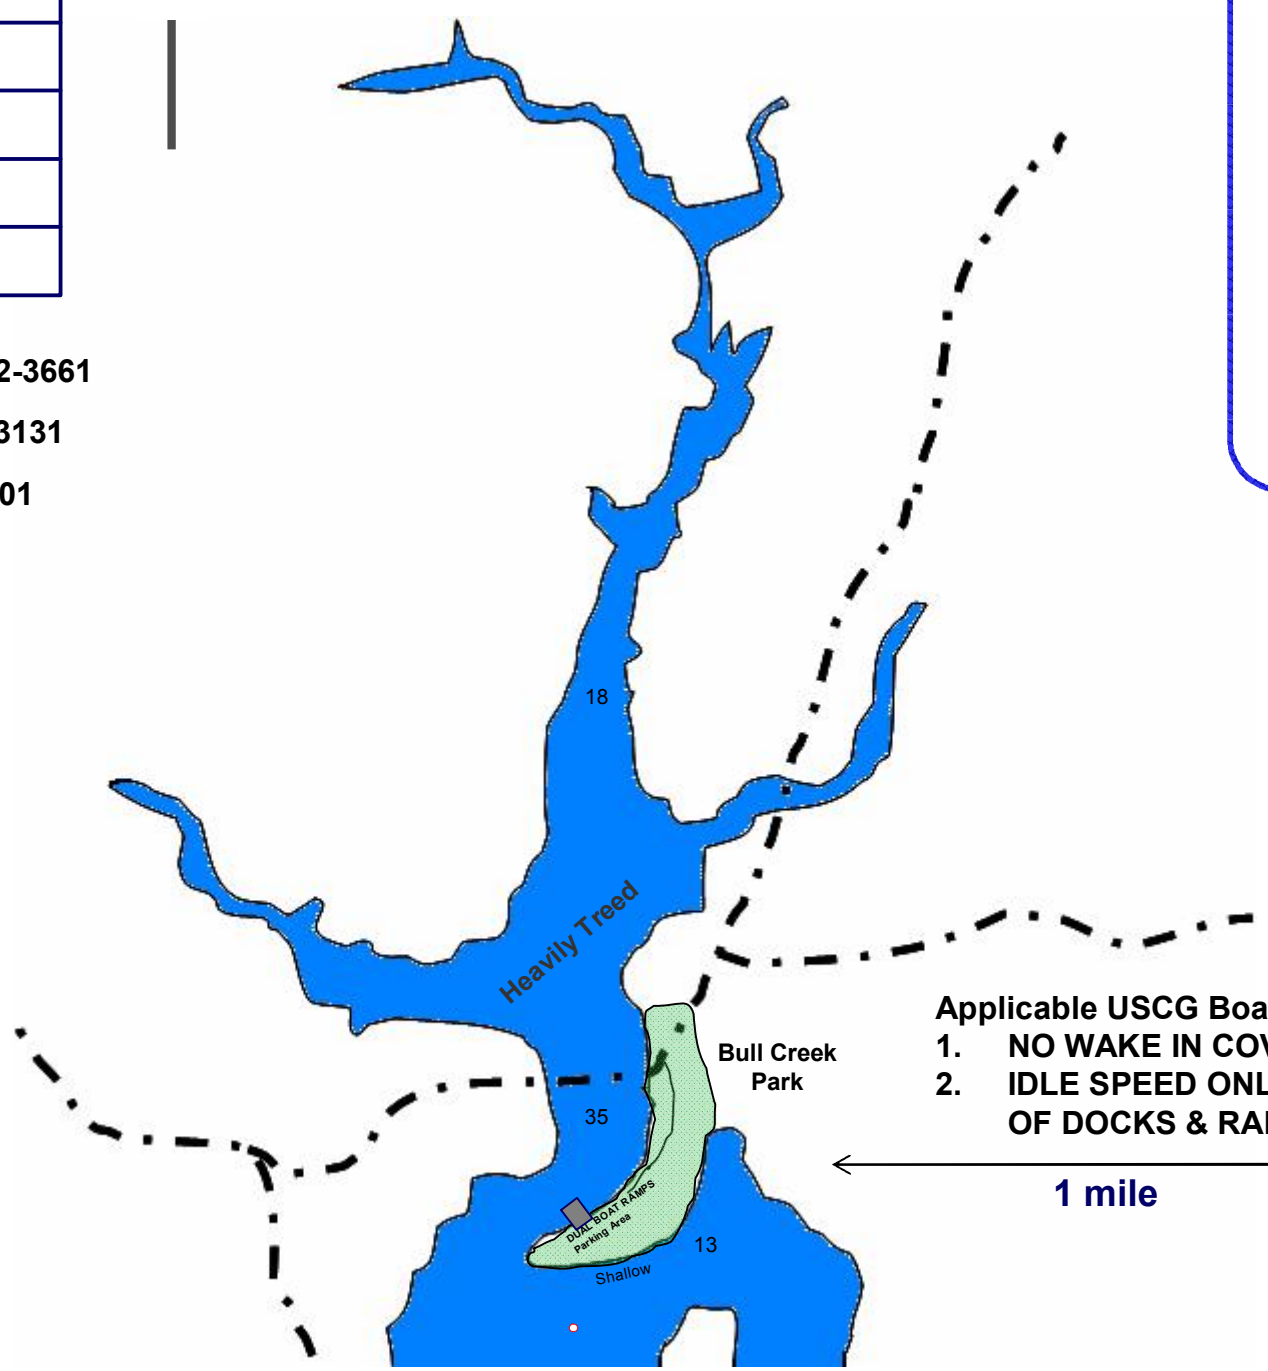 2-3661
3131
01
18
Heavily Treed
Applicable USCG Boa
1. NO WAKE IN COV
2. IDLE SPEED ONL
OF DOCKS & RAI
Bull Creek
Park
35
1 mile
DUAL BOAT RAMPS
Parking Area
13
Shallow